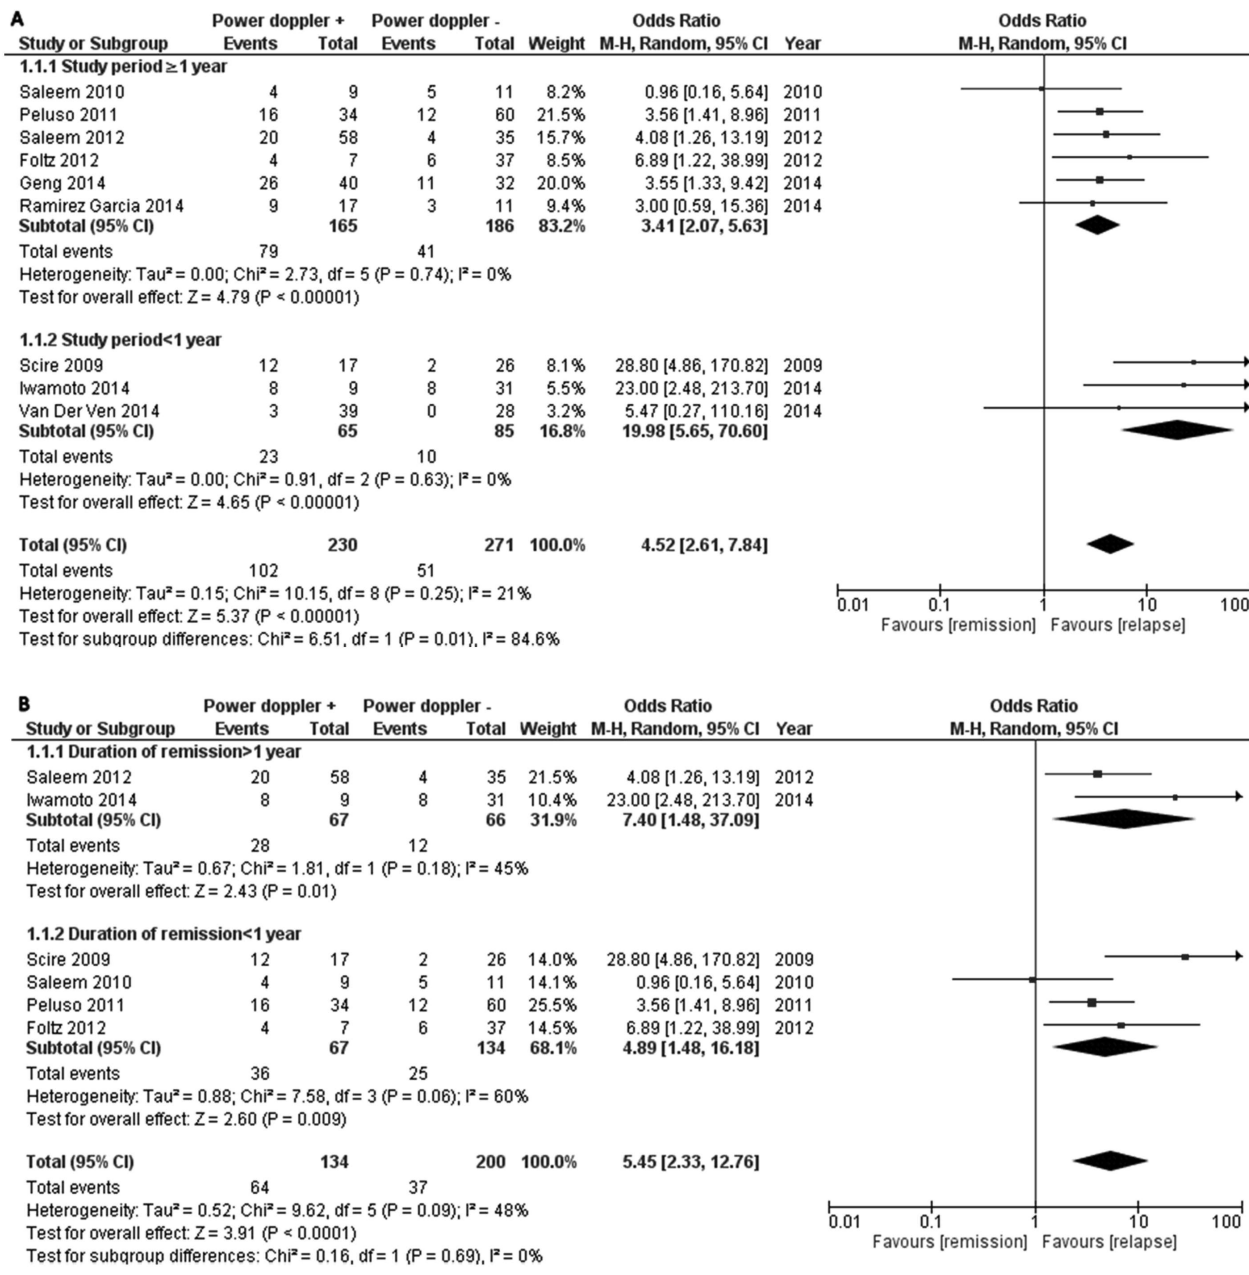 A
Power doppler + Power doppler - Odds Ratio Odds Ratio
Study or Subgroup Events Total Events Total Weight M-H, Random, 95% CI Year M-H, Random, 95% CI
1.1.1 Study period ≥ 1 year
Saleem 2010 4 9 5 11 8.2% 0.96 [0.16, 5.64] 2010
Peluso 2011 16 34 12 60 21.5% 3.56 [1.41, 8.96] 2011
Saleem 2012 20 58 4 35 15.7% 4.08 [1.26, 13.19] 2012
Foltz 2012 4 7 6 37 8.5% 6.89 [1.22, 38.99] 2012
Geng 2014 26 40 11 32 20.0% 3.55 [1.33, 9.42] 2014
Ramirez Garcia 2014 9 17 3 11 9.4% 3.00 [0.59, 15.36] 2014
Subtotal (95% CI) 165 186 83.2% 3.41 [2.07, 5.63]
Total events 79 41
Heterogeneity: Tau² = 0.00; Chi² = 2.73, df = 5 (P = 0.74); I² = 0%
Test for overall effect: Z = 4.79 (P < 0.00001)
1.1.2 Study period<1 year
Scire 2009 12 17 2 26 8.1% 28.80 [4.86, 170.82] 2009
Iwamoto 2014 8 9 8 31 5.5% 23.00 [2.48, 213.70] 2014
Van Der Ven 2014 3 39 0 28 3.2% 5.47 [0.27, 110.16] 2014
Subtotal (95% CI) 65 85 16.8% 19.98 [5.65, 70.60]
Total events 23 10
Heterogeneity: Tau² = 0.00; Chi² = 0.91, df = 2 (P = 0.63); I² = 0%
Test for overall effect: Z = 4.65 (P < 0.00001)
Total (95% CI) 230 271 100.0% 4.52 [2.61, 7.84]
Total events 102 51
Heterogeneity: Tau² = 0.15; Chi² = 10.15, df = 8 (P = 0.25); I² = 21%
Test for overall effect: Z = 5.37 (P < 0.00001)
Test for subgroup differences: Chi² = 6.51, df = 1 (P = 0.01), I² = 84.6%
0.01 0.1 1 10 100
Favours [remission] Favours [relapse]
B
Power doppler + Power doppler - Odds Ratio Odds Ratio
Study or Subgroup Events Total Events Total Weight M-H, Random, 95% CI Year M-H, Random, 95% CI
1.1.1 Duration of remission>1 year
Saleem 2012 20 58 4 35 21.5% 4.08 [1.26, 13.19] 2012
Iwamoto 2014 8 9 8 31 10.4% 23.00 [2.48, 213.70] 2014
Subtotal (95% CI) 67 66 31.9% 7.40 [1.48, 37.09]
Total events 28 12
Heterogeneity: Tau² = 0.67; Chi² = 1.81, df = 1 (P = 0.18); I² = 45%
Test for overall effect: Z = 2.43 (P = 0.01)
1.1.2 Duration of remission<1 year
Scire 2009 12 17 2 26 14.0% 28.80 [4.86, 170.82] 2009
Saleem 2010 4 9 5 11 14.1% 0.96 [0.16, 5.64] 2010
Peluso 2011 16 34 12 60 25.5% 3.56 [1.41, 8.96] 2011
Foltz 2012 4 7 6 37 14.5% 6.89 [1.22, 38.99] 2012
Subtotal (95% CI) 67 134 68.1% 4.89 [1.48, 16.18]
Total events 36 25
Heterogeneity: Tau² = 0.88; Chi² = 7.58, df = 3 (P = 0.06); I² = 60%
Test for overall effect: Z = 2.60 (P = 0.009)
Total (95% CI) 134 200 100.0% 5.45 [2.33, 12.76]
Total events 64 37
Heterogeneity: Tau² = 0.52; Chi² = 9.62, df = 5 (P = 0.09); I² = 48%
Test for overall effect: Z = 3.91 (P < 0.0001)
Test for subgroup differences: Chi² = 0.16, df = 1 (P = 0.69), I² = 0%
0.01 0.1 1 10 100
Favours [remission] Favours [relapse]